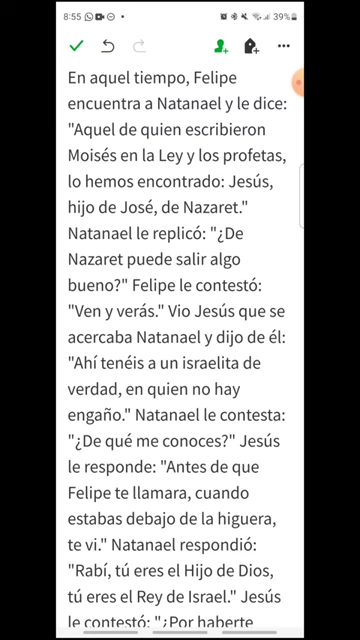 8:55
39%
En aquel tiempo, Felipe
encuentra a Natanael y le dice:
"Aquel de quien escribieron
Moisés en la Ley y los profetas,
lo hemos encontrado: Jesús,
hijo de José, de Nazaret."
Natanael le replicó: "¿De
Nazaret puede salir algo
bueno?" Felipe le contestó:
"Ven y verás." Vio Jesús que se
acercaba Natanael y dijo de él:
"Ahí tenéis a un israelita de
verdad, en quien no hay
engaño." Natanael le contesta:
"¿De qué me conoces?" Jesús
le responde: "Antes de que
Felipe te llamara, cuando
estabas debajo de la higuera,
te vi." Natanael respondió:
"Rabí, tú eres el Hijo de Dios,
tú eres el Rey de Israel." Jesús
le contestó: "¿Por haberte